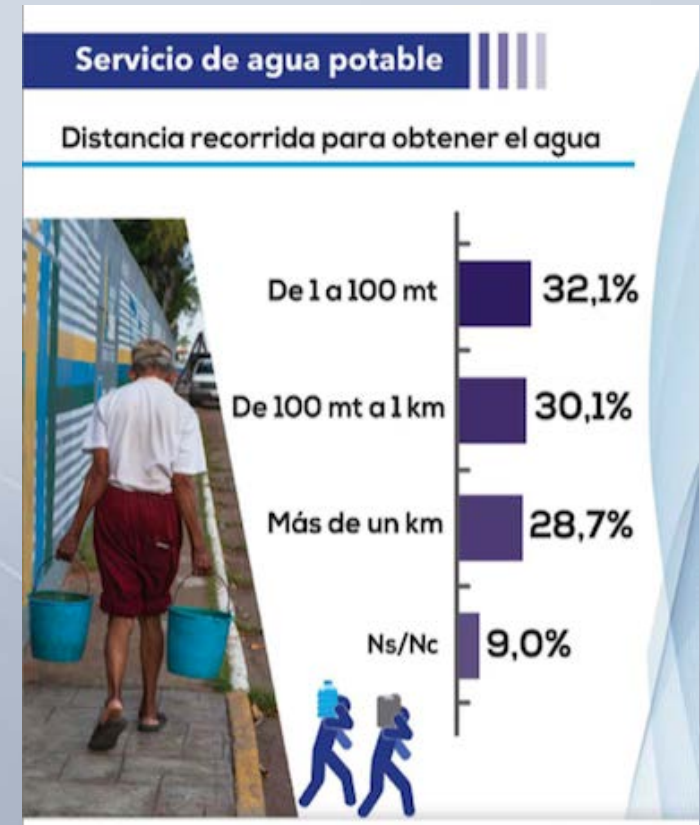 Servicio de agua potable
Distancia recorrida para obtener el agua
De 1 a 100 mt 32,1%
De 100 mt a 1 km 30,1%
Más de un km 28,7%
Ns/Nc 9,0%